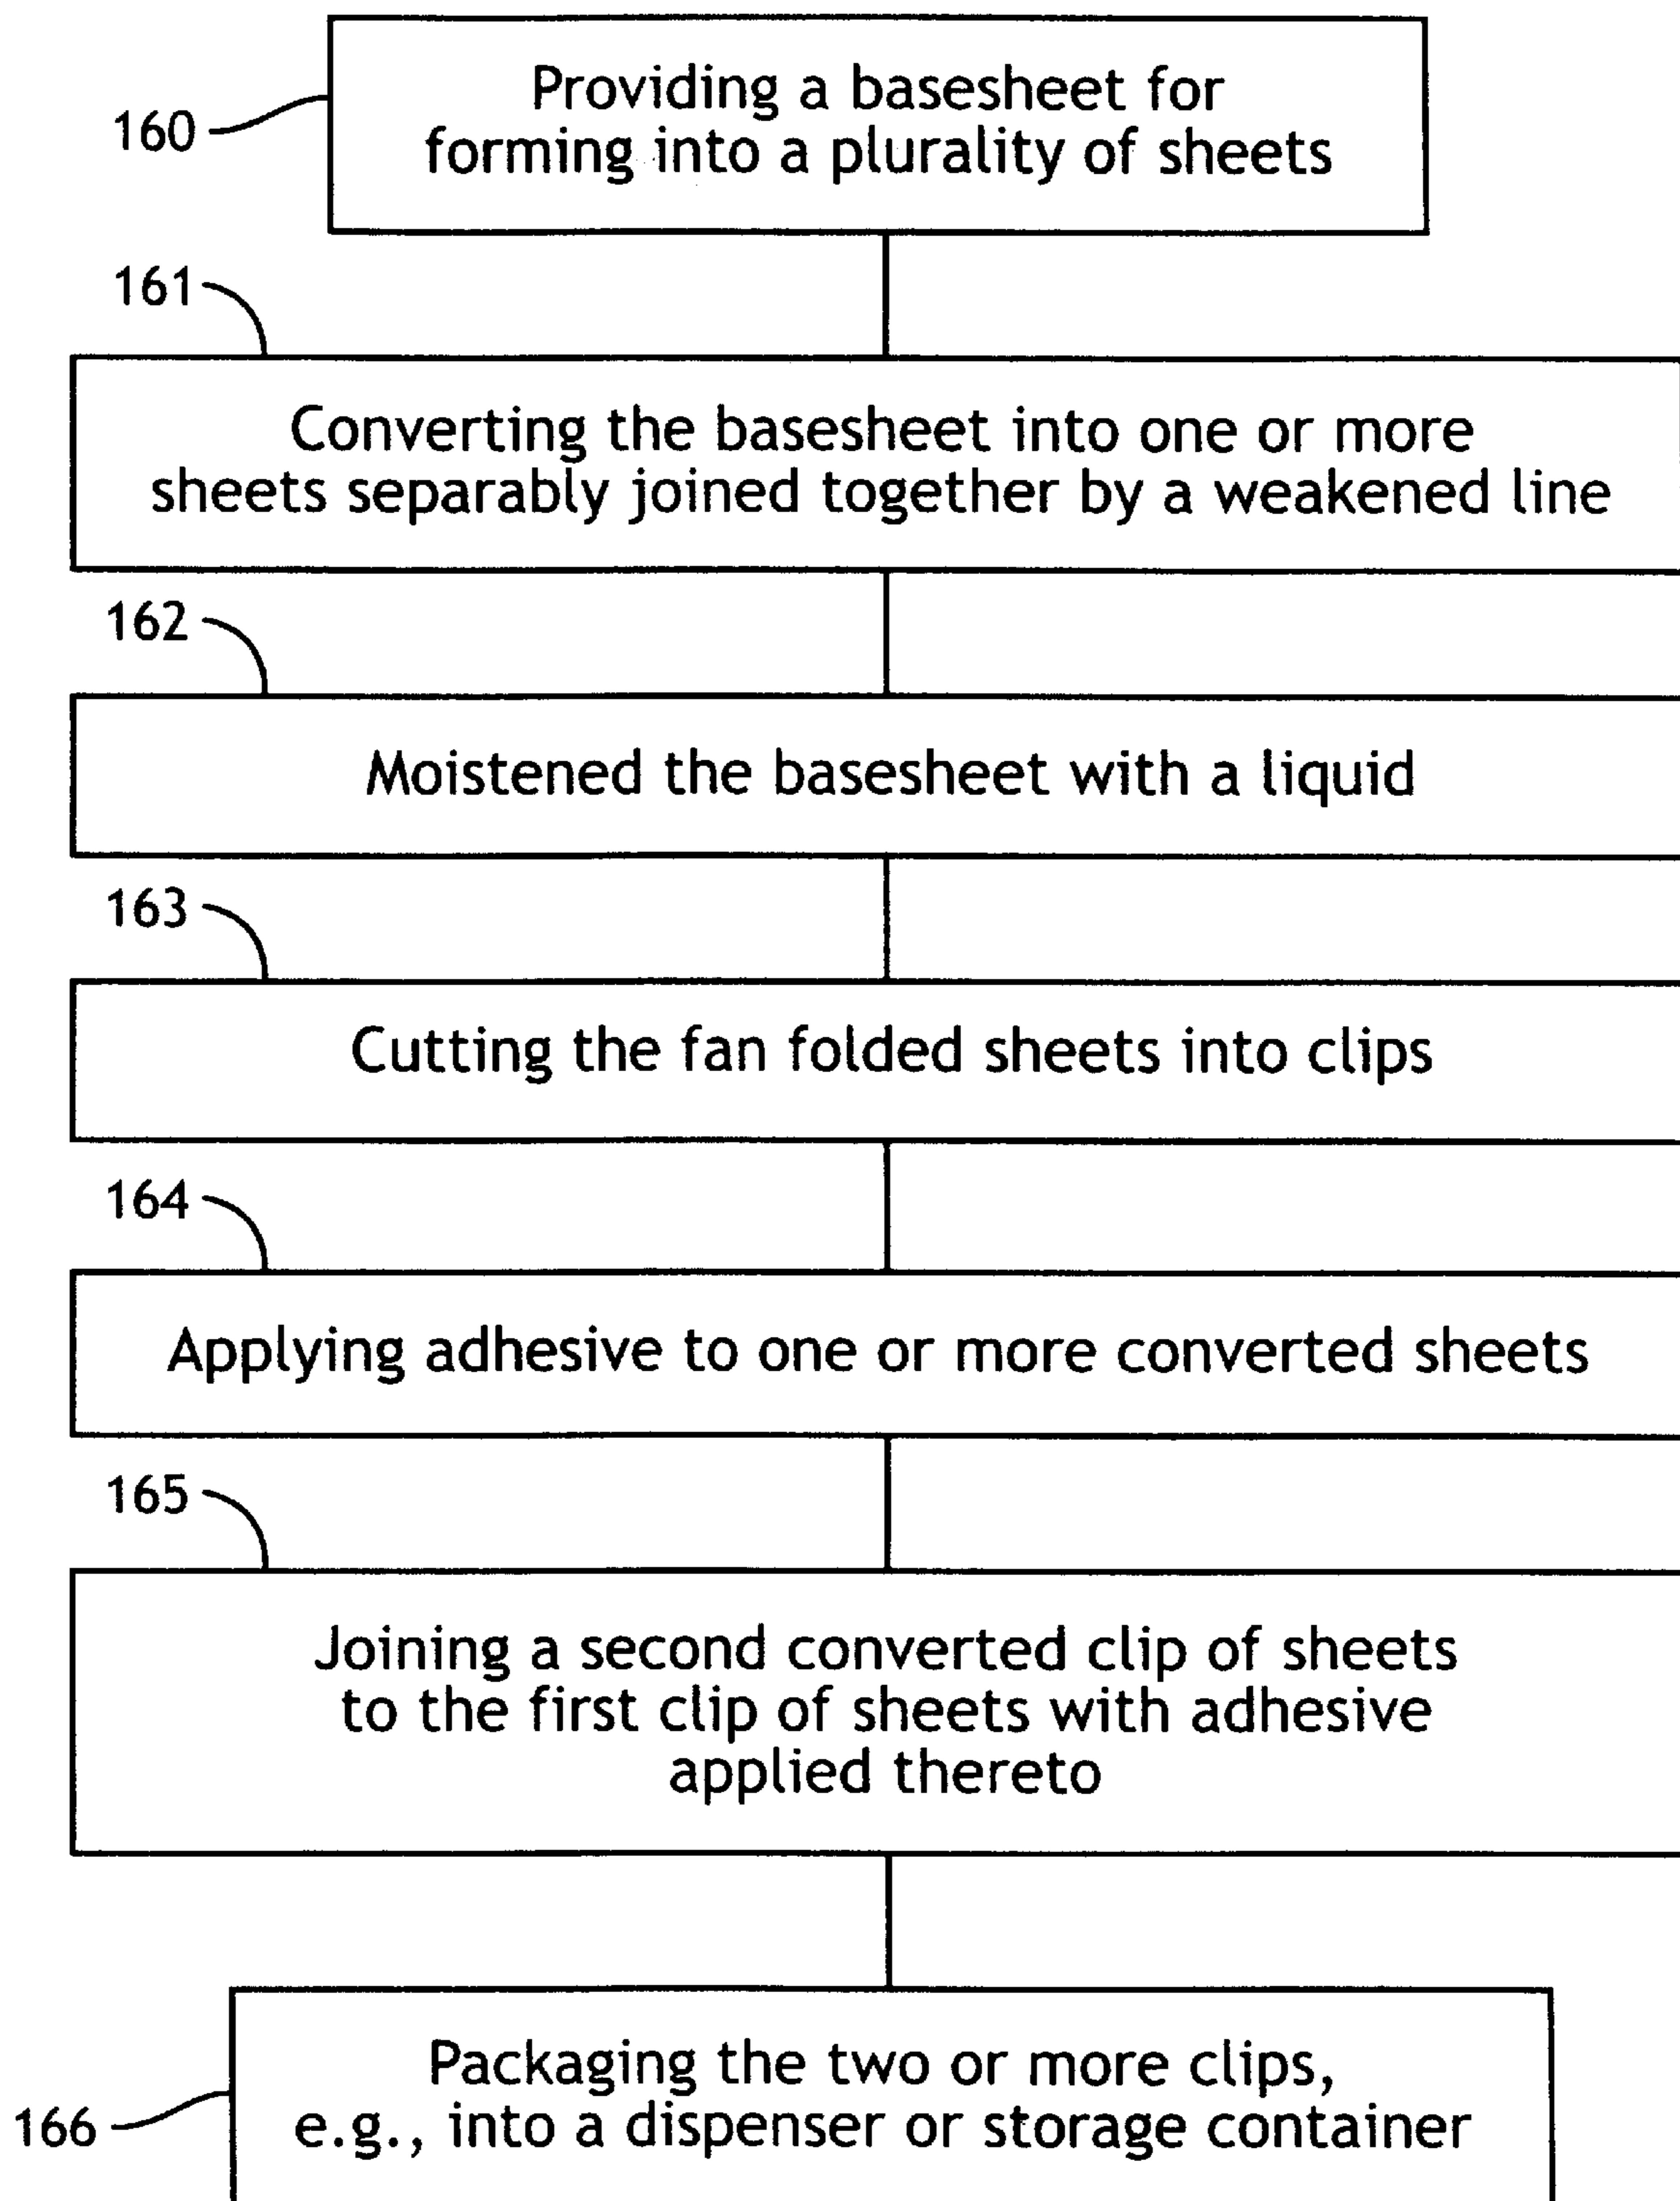 160
Providing a basesheet for
forming into a plurality of sheets
161
Converting the basesheet into one or more
sheets separably joined together by a weakened line
162
Moistened the basesheet with a liquid
163
Cutting the fan folded sheets into clips
164
Applying adhesive to one or more converted sheets
165
Joining a second converted clip of sheets
to the first clip of sheets with adhesive
applied thereto
166
Packaging the two or more clips,
e.g., into a dispenser or storage container